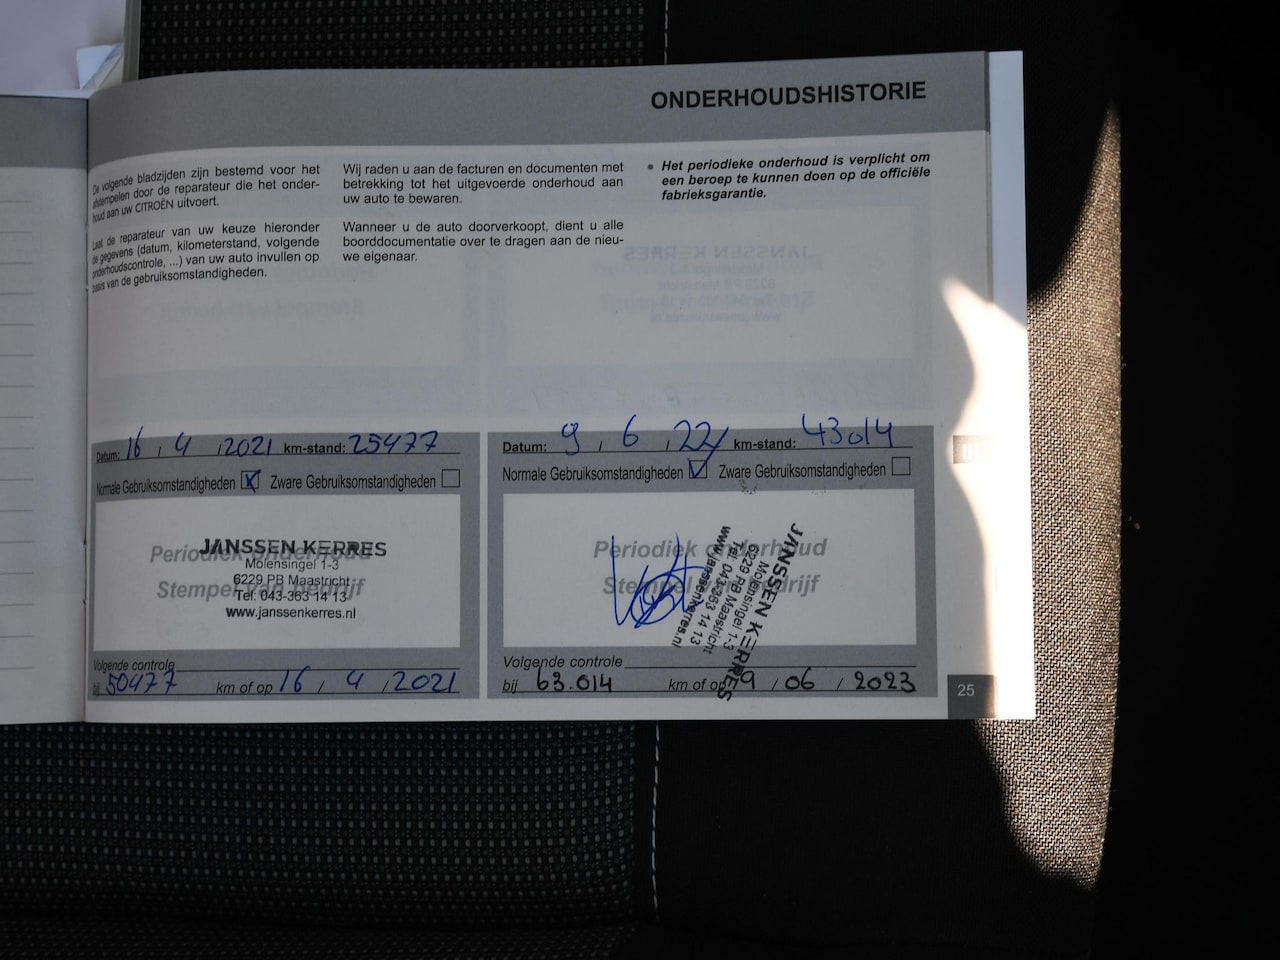 ONDERHOUDSHISTORIE
De volgende bladzijden zijn bestemd voor het
afstempelen door de reparateur die het onder-
houd aan uw CITROËN uitvoert.
Laat de reparateur van uw keuze hieronder
de gegevens (datum, kilometerstand, volgende
onderhoudscontrole, ...) van uw auto invullen op
basis van de gebruiksomstandigheden.
Wij raden u aan de facturen en documenten met
betrekking tot het uitgevoerde onderhoud aan
uw auto te bewaren.
Wanneer u de auto doorverkoopt, dient u alle
boorddocumentatie over te dragen aan de nieu-
we eigenaar.
• Het periodieke onderhoud is verplicht om
een beroep te kunnen doen op de officiële
fabrieksgarantie.
Datum: 16 / 4 / 2021 km-stand: 25477
Normale Gebruiksomstandigheden Zware Gebruiksomstandigheden
Periodiek onderhoud
Stempel van bedrijf
JANSSEN KERRES
Molensingel 1-3
6229 PB Maastricht
Tel. 043-363 14 13
www.janssenkerres.nl
Volgende controle
bij 50477 km of op 16 / 4 / 2021
Datum: 9 / 6 / 22 km-stand: 43014
Normale Gebruiksomstandigheden Zware Gebruiksomstandigheden
Periodiek onderhoud
Stempel van bedrijf
JANSSEN KERRES
Molensingel 1-3
6229 PB Maastricht
Tel. 043-363 14 13
www.janssenkerres.nl
Volgende controle
bij 63.014 km of op 9 / 06 / 2023
25